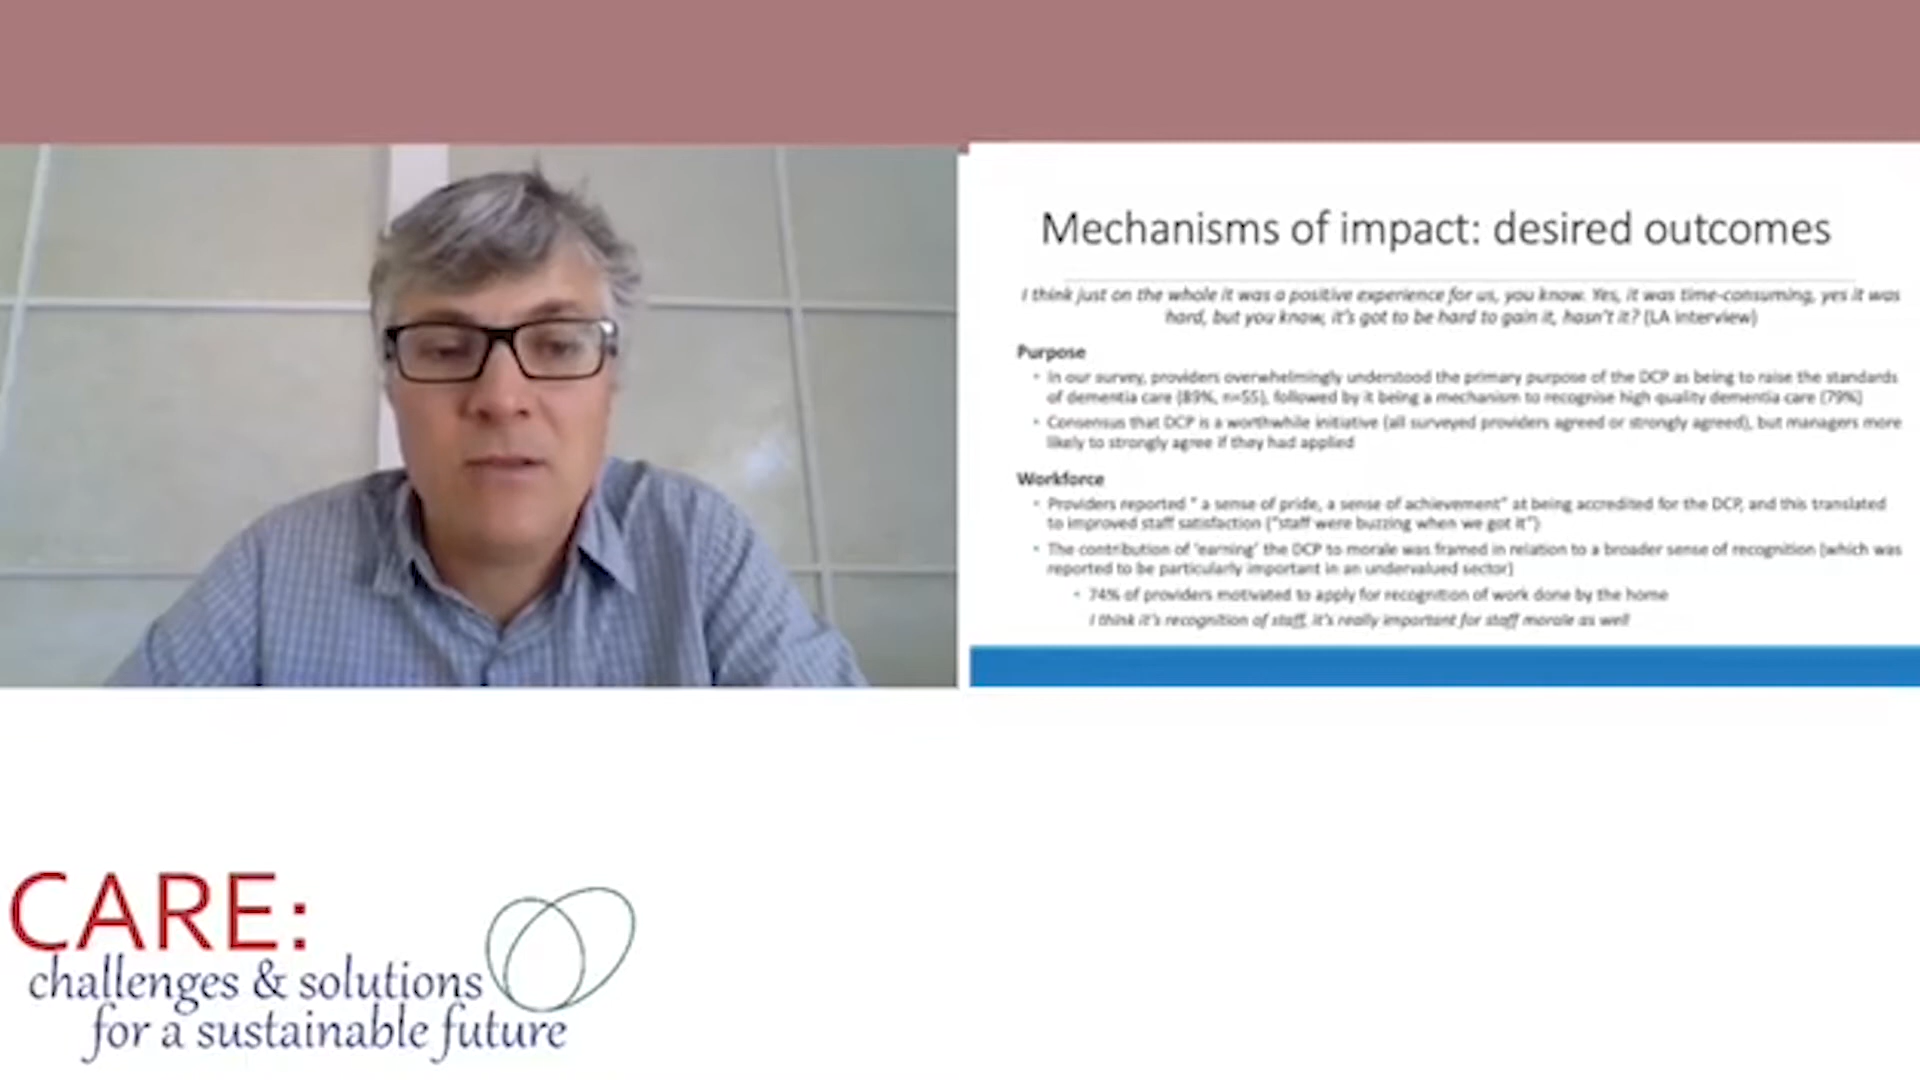 Mechanisms of impact: desired outcomes
I think just on the whole it was a positive experience for us, you know. Yes, it was time-consuming, yes it was
hard, but you know, it's got to be hard to gain it, hasn't it? (LA interview)
Purpose
• In our survey, providers overwhelmingly understood the primary purpose of the DCP as being to raise the standards
of dementia care (89%, n=55), followed by it being a mechanism to recognise high quality dementia care (79%)
• Consensus that DCP is a worthwhile initiative (all surveyed providers agreed or strongly agreed), but managers more
likely to strongly agree if they had applied
Workforce
• Providers reported " a sense of pride, a sense of achievement" at being accredited for the DCP, and this translated
to improved staff satisfaction ("staff were buzzing when we got it")
• The contribution of 'earning' the DCP to morale was framed in relation to a broader sense of recognition (which was
reported to be particularly important in an undervalued sector)
• 74% of providers motivated to apply for recognition of work done by the home
I think it's recognition of staff, it's really important for staff morale as well
CARE:
challenges & solutions
for a sustainable future